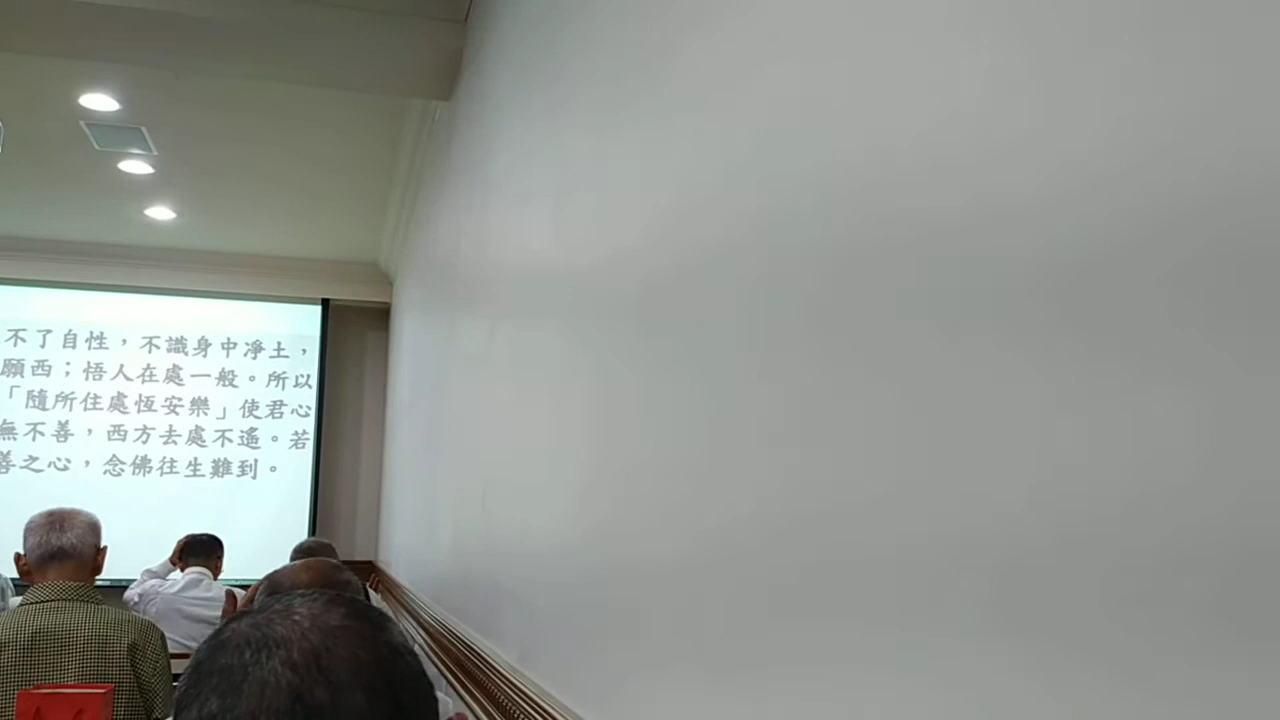 不了自性，不識身中凈土，
願西；悟人在處一般。所以
「隨所住處恆安樂」使君心
無不善，西方去處不遙。若
善之心，念佛往生難到。